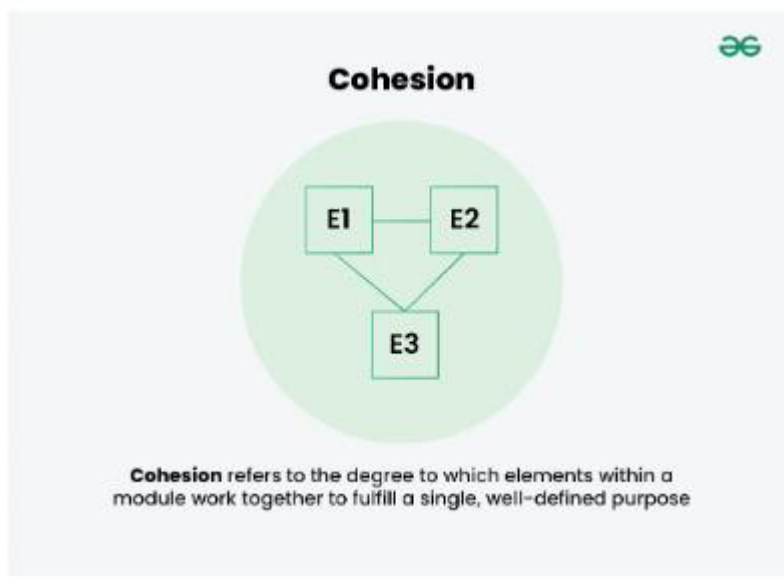 Cohesion
E1 E2
E3
Cohesion refers to the degree to which elements within a
module work together to fulfill a single, well-defined purpose